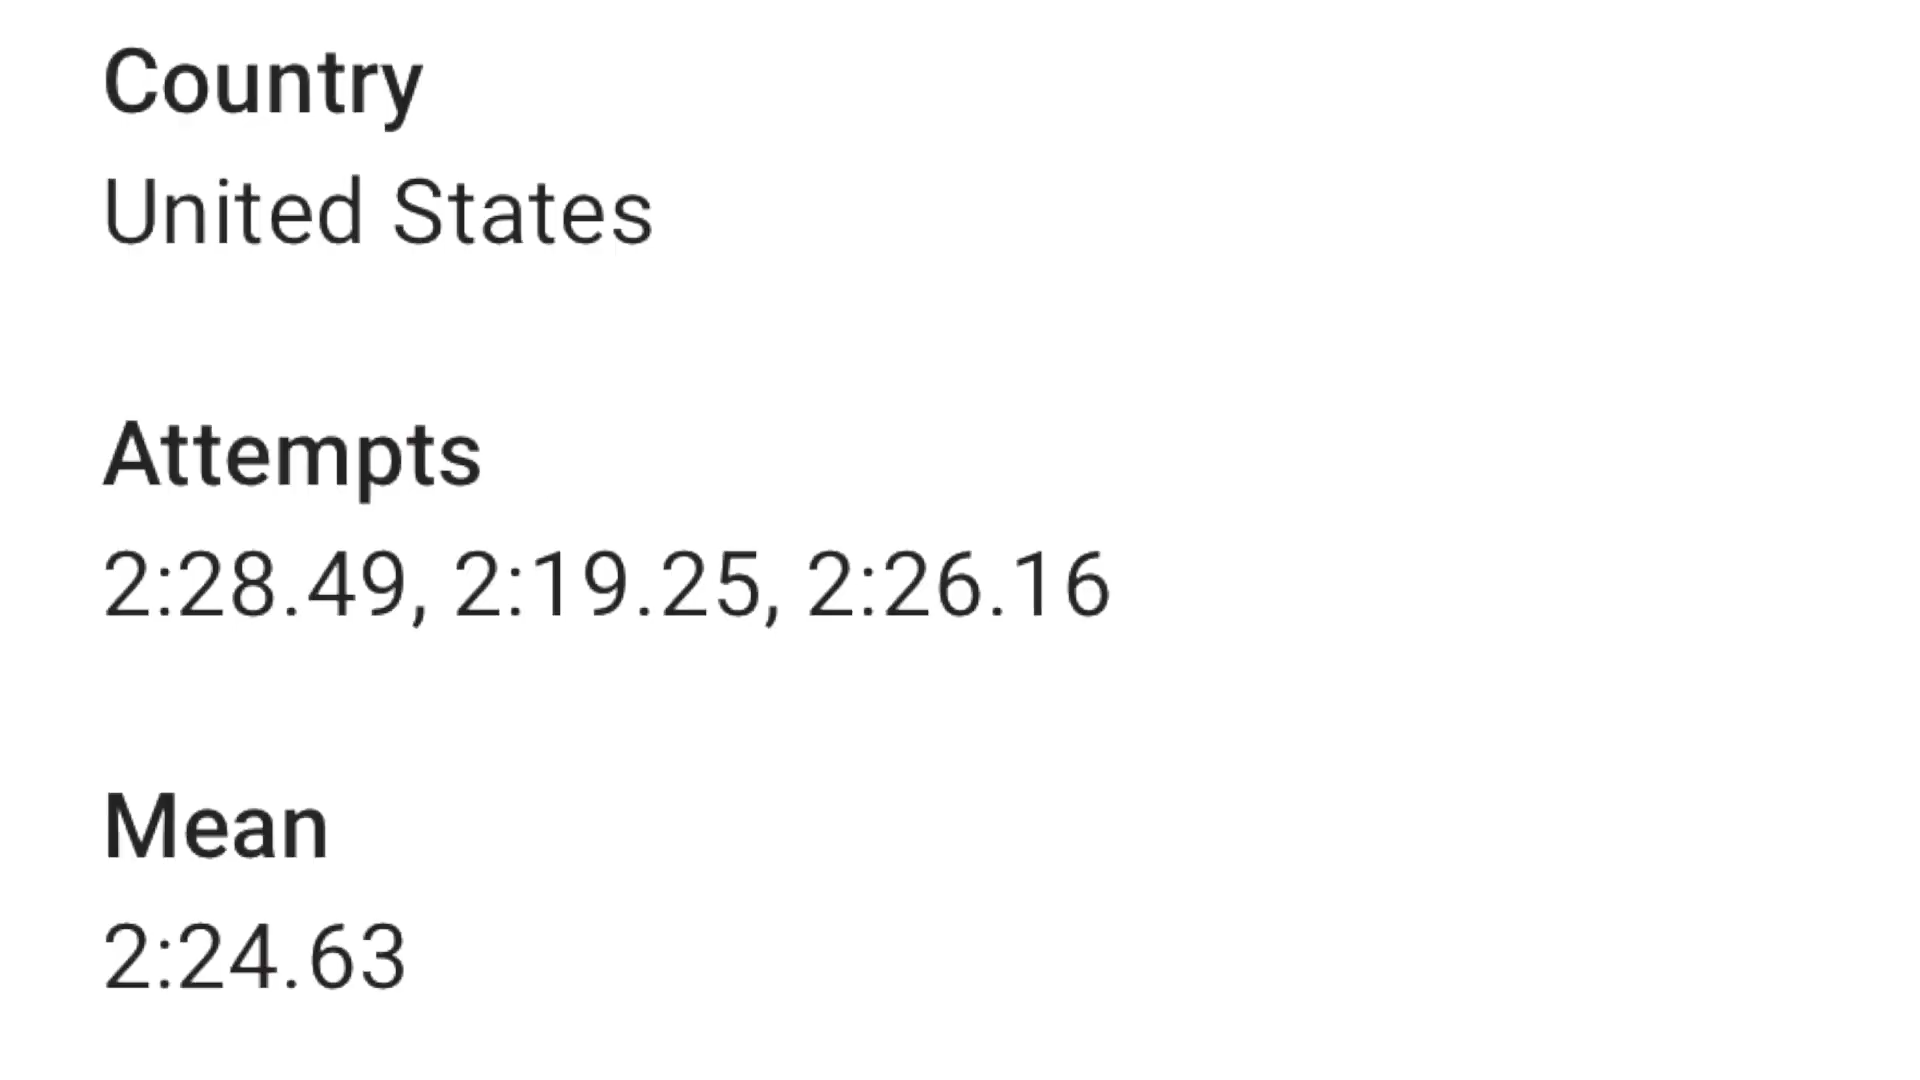 Country
United States
Attempts
2:28.49, 2:19.25, 2:26.16
Mean
2:24.63